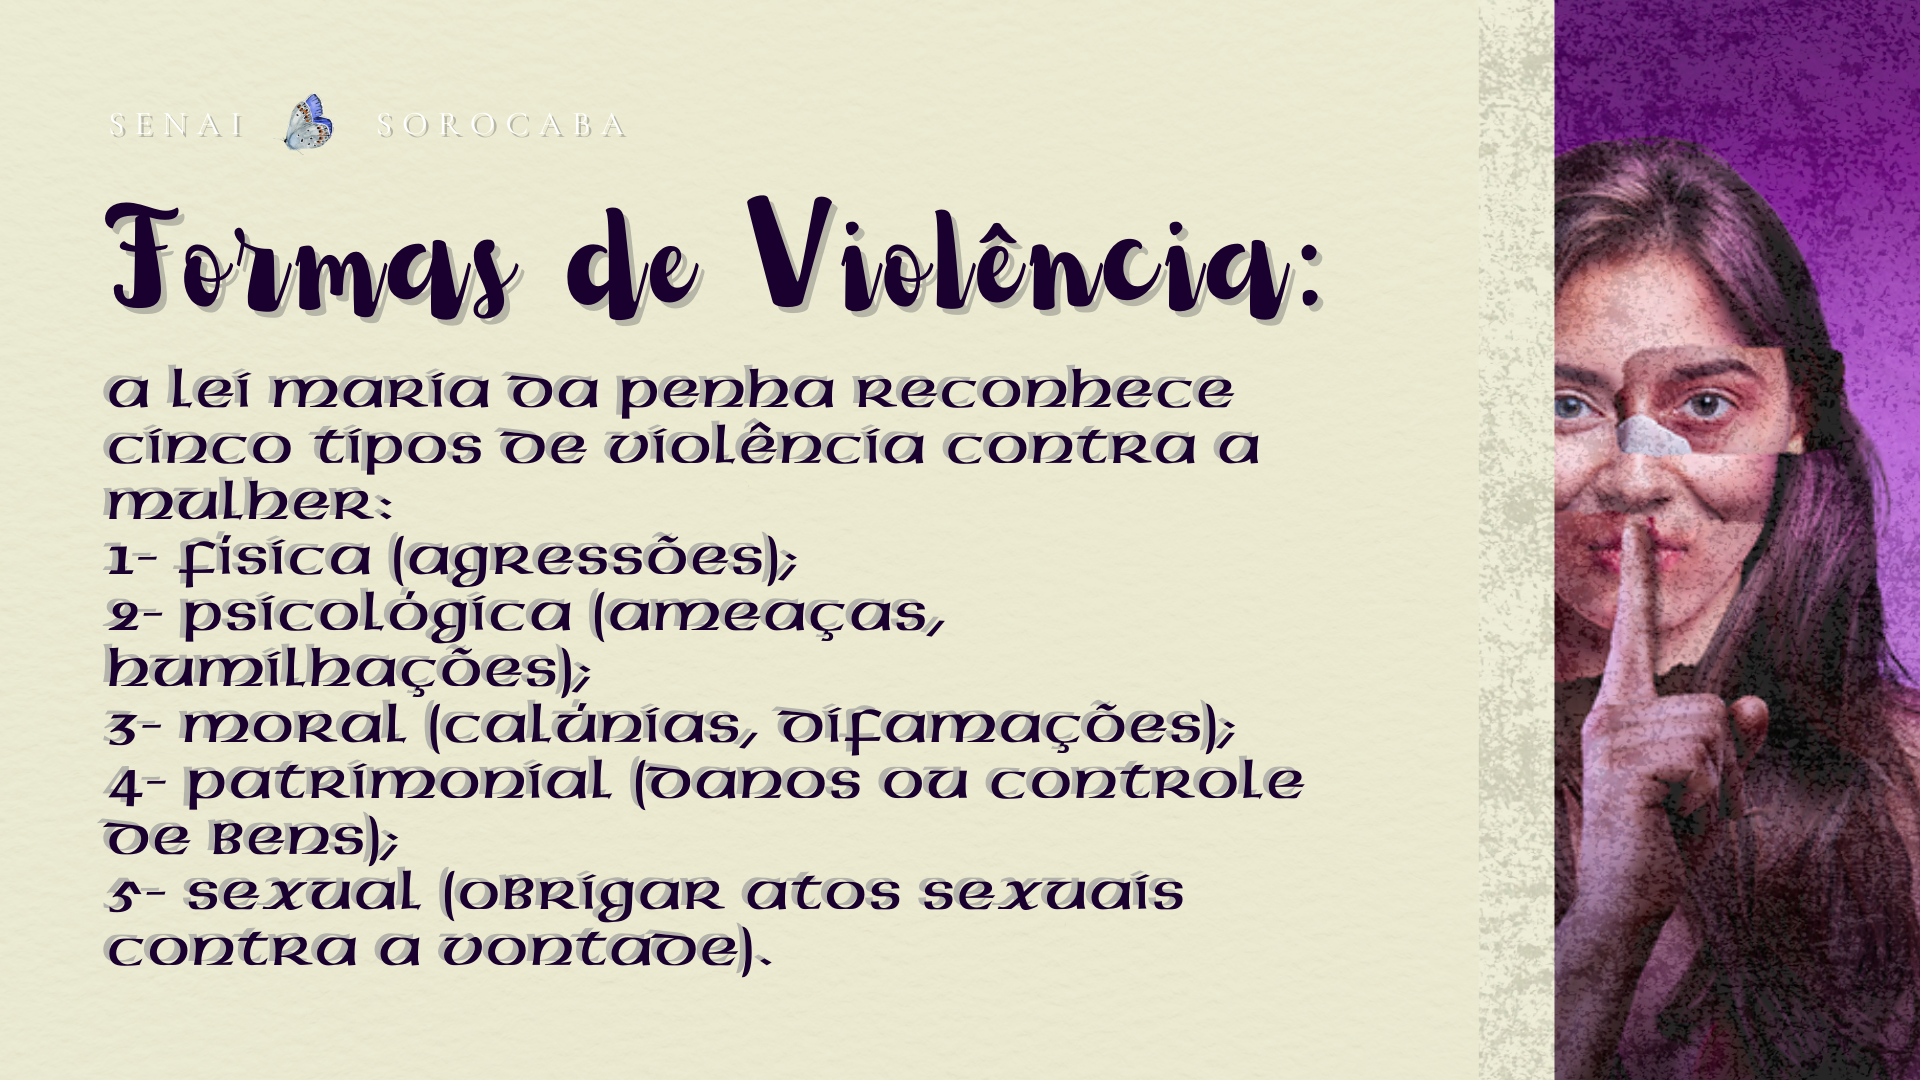 SENAI SOROCABA
Formas de Violência:
a lei maria da penha reconhece
cinco tipos de violência contra a
mulher:
1- física (agressões);
2- psicológica (ameaças,
humilhações);
3- moral (calúnias, difamações);
4- patrimonial (danos ou controle
de bens);
5- sexual (obrigar atos sexuais
contra a vontade).